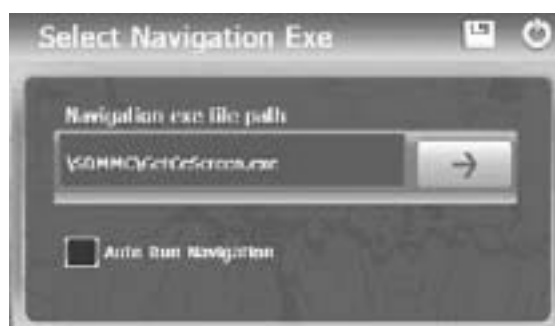 Select Navigation Exe
Navigation exe file path
\SDMMC\GetCeScreen.exe
Auto Run Navigation